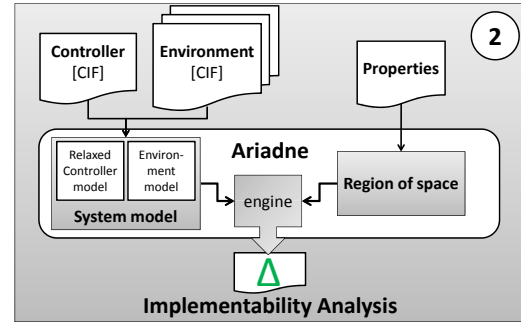 2
Controller
[CIF]
Environment
[CIF]
Properties
Ariadne
Relaxed
Controller
model
Environ-
ment
model
System model
engine
Region of space
Δ
Implementability Analysis